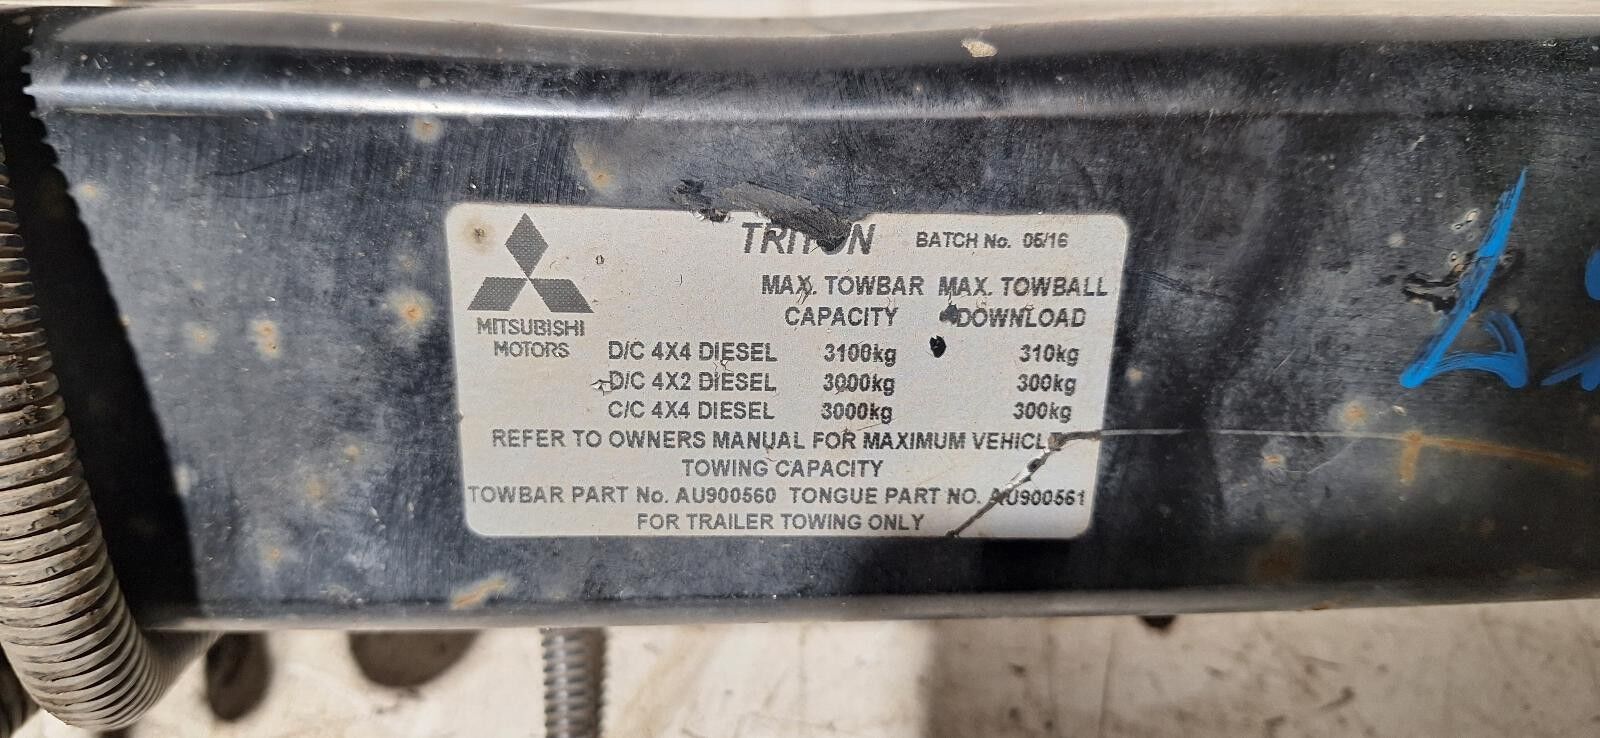 TRITON BATCH No. 05/16
MAX. TOWBAR MAX. TOWBALL
CAPACITY DOWNLOAD
MITSUBISHI
MOTORS
D/C 4X4 DIESEL 3100kg 310kg
D/C 4X2 DIESEL 3000kg 300kg
C/C 4X4 DIESEL 3000kg 300kg
REFER TO OWNERS MANUAL FOR MAXIMUM VEHICLE
TOWING CAPACITY
TOWBAR PART No. AU900560 TONGUE PART NO. AU900561
FOR TRAILER TOWING ONLY